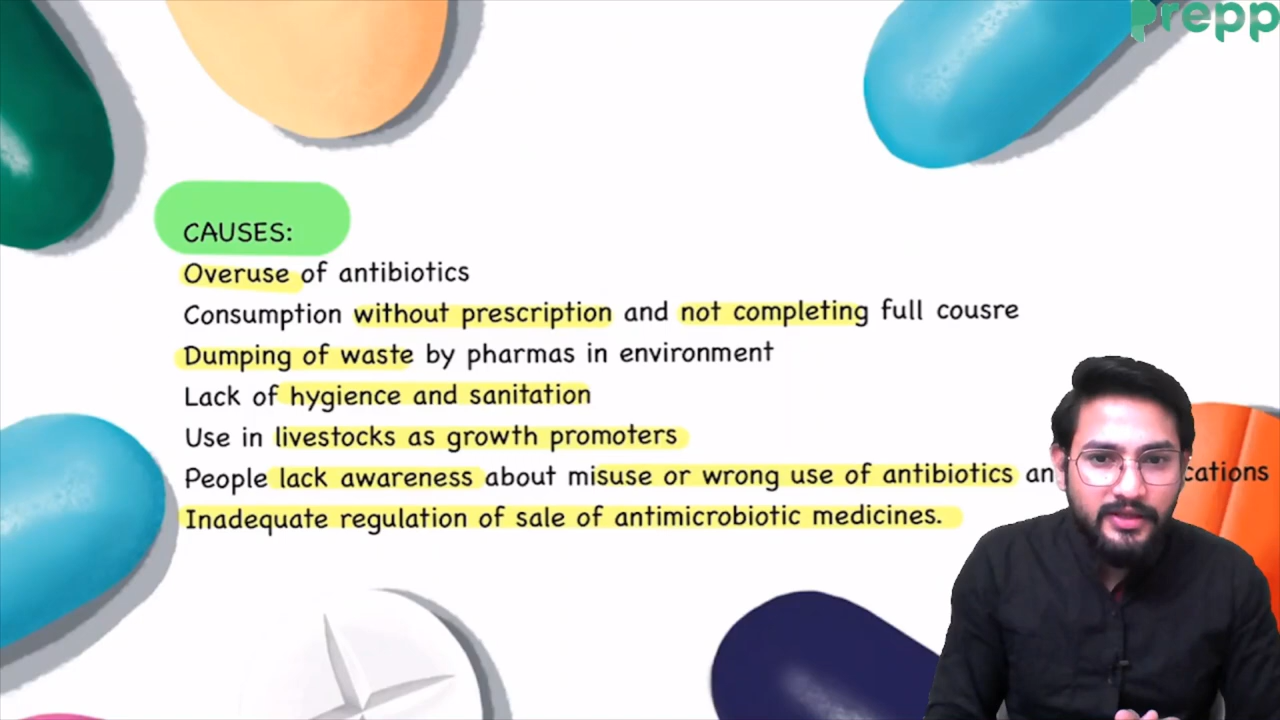 prepp
CAUSES:
Overuse of antibiotics
Consumption without prescription and not completing full cousre
Dumping of waste by pharmas in environment
Lack of hygience and sanitation
Use in livestocks as growth promoters
People lack awareness about misuse or wrong use of antibiotics
Inadequate regulation of sale of antimicrobiotic medicines.